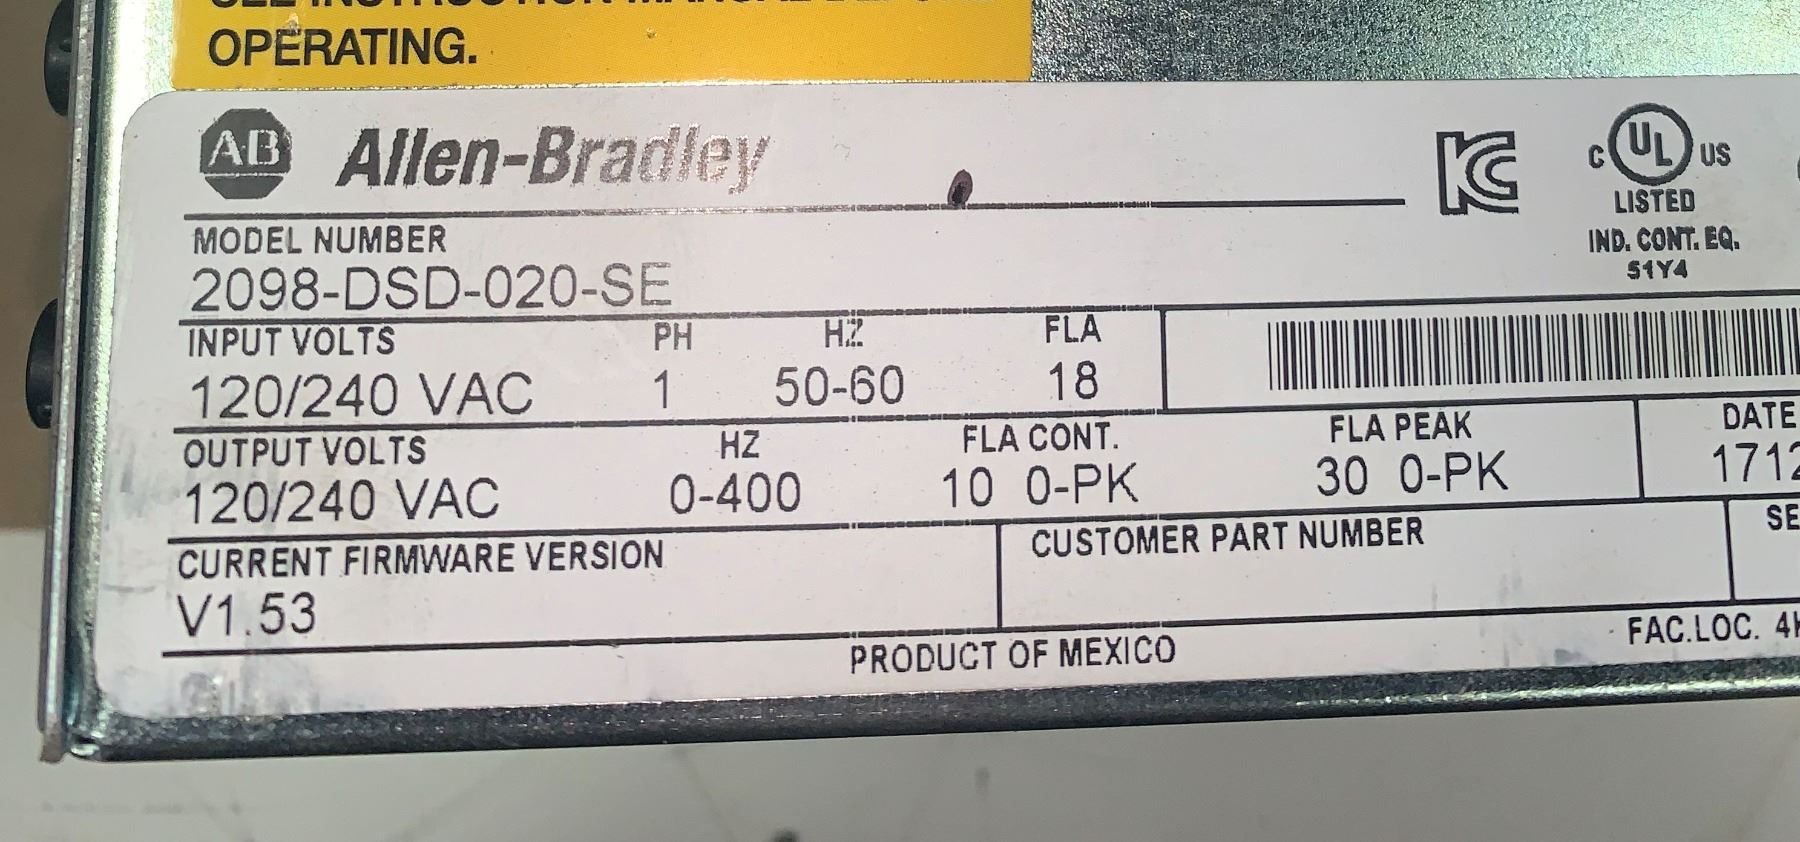 OPERATING.
AB Allen-Bradley
C UL US
LISTED
IND. CONT. EQ.
51Y4
MODEL NUMBER
2098-DSD-020-SE
INPUT VOLTS PH HZ FLA
120/240 VAC 1 50-60 18
OUTPUT VOLTS HZ FLA CONT. FLA PEAK DATE
120/240 VAC 0-400 10 0-PK 30 0-PK 1712
CURRENT FIRMWARE VERSION CUSTOMER PART NUMBER SE
V1.53
PRODUCT OF MEXICO FAC.LOC. 4